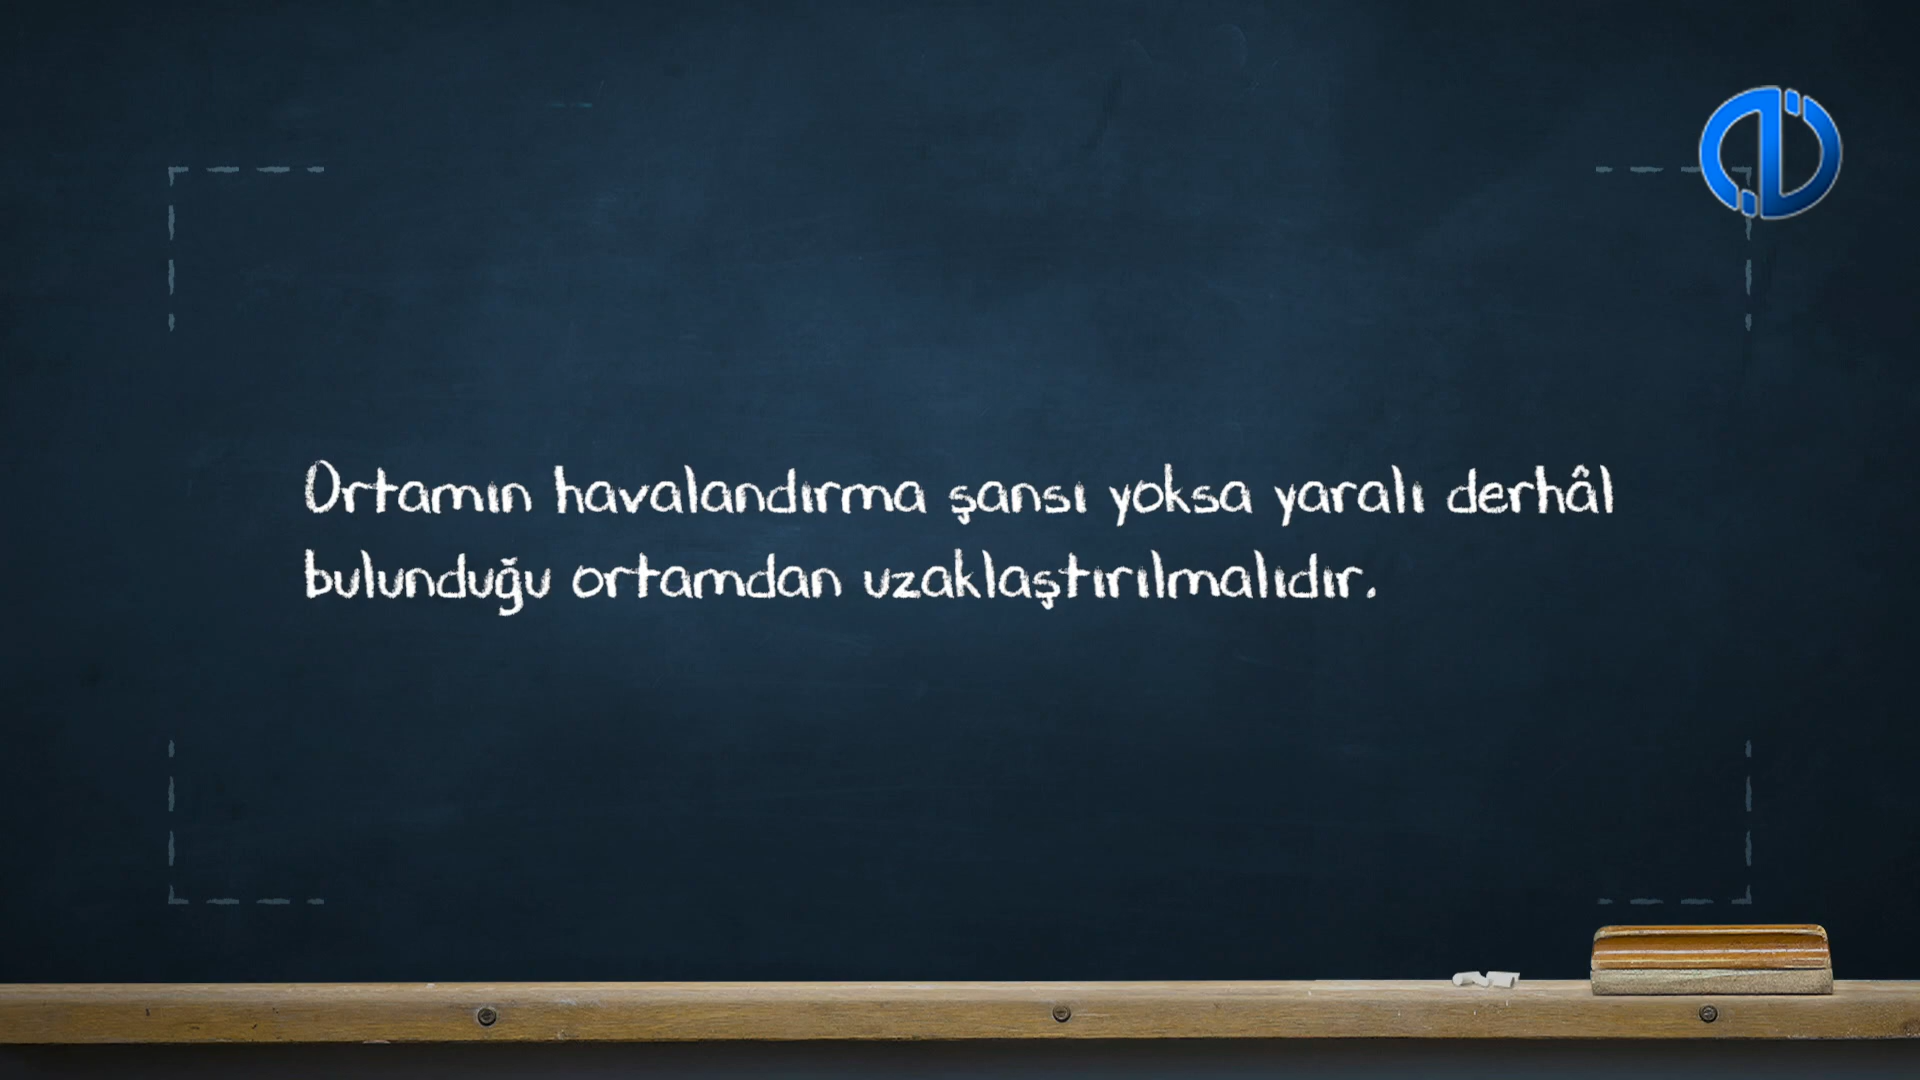 Ortamın havalandırma şansı yoksa yaralı derhâl
bulunduğu ortamdan uzaklaştırılmalıdır.